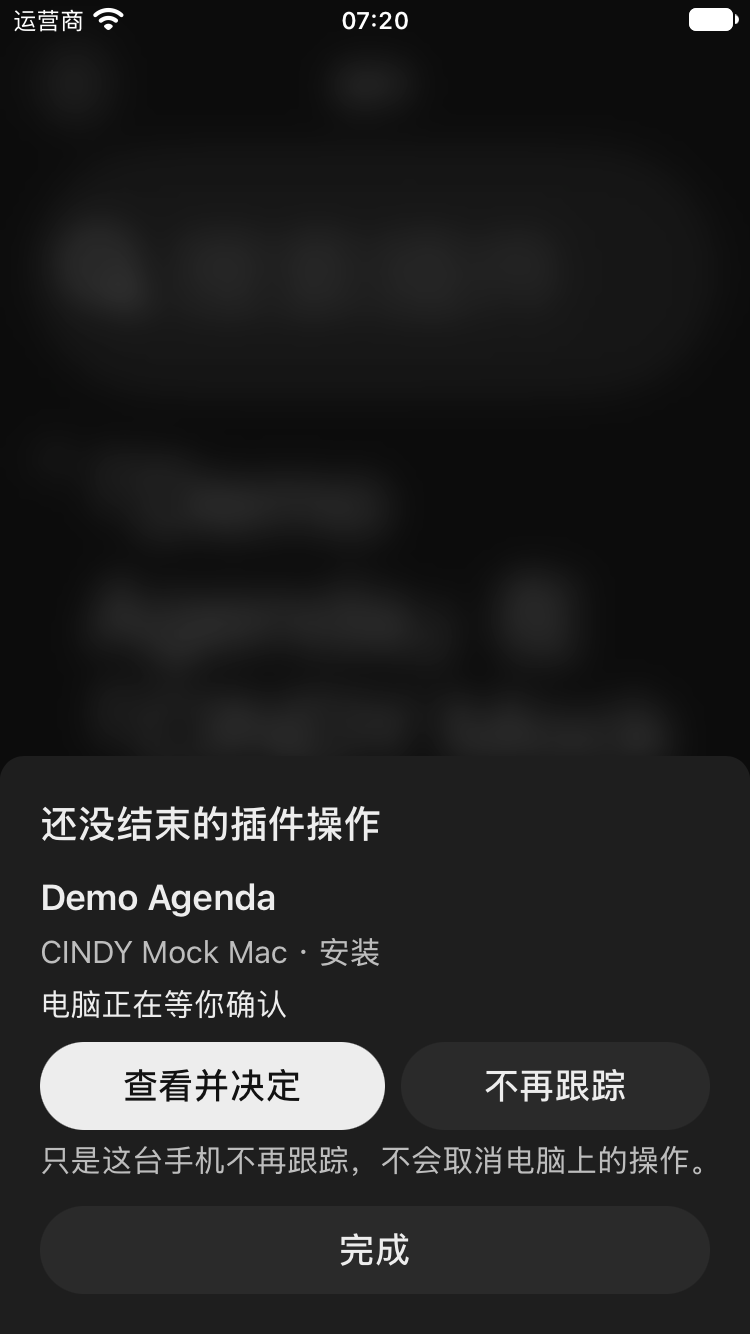 运营商
07:20
还没结束的插件操作
Demo Agenda
CINDY Mock Mac · 安装
电脑正在等你确认
查看并决定
不再跟踪
只是这台手机不再跟踪，不会取消电脑上的操作。
完成